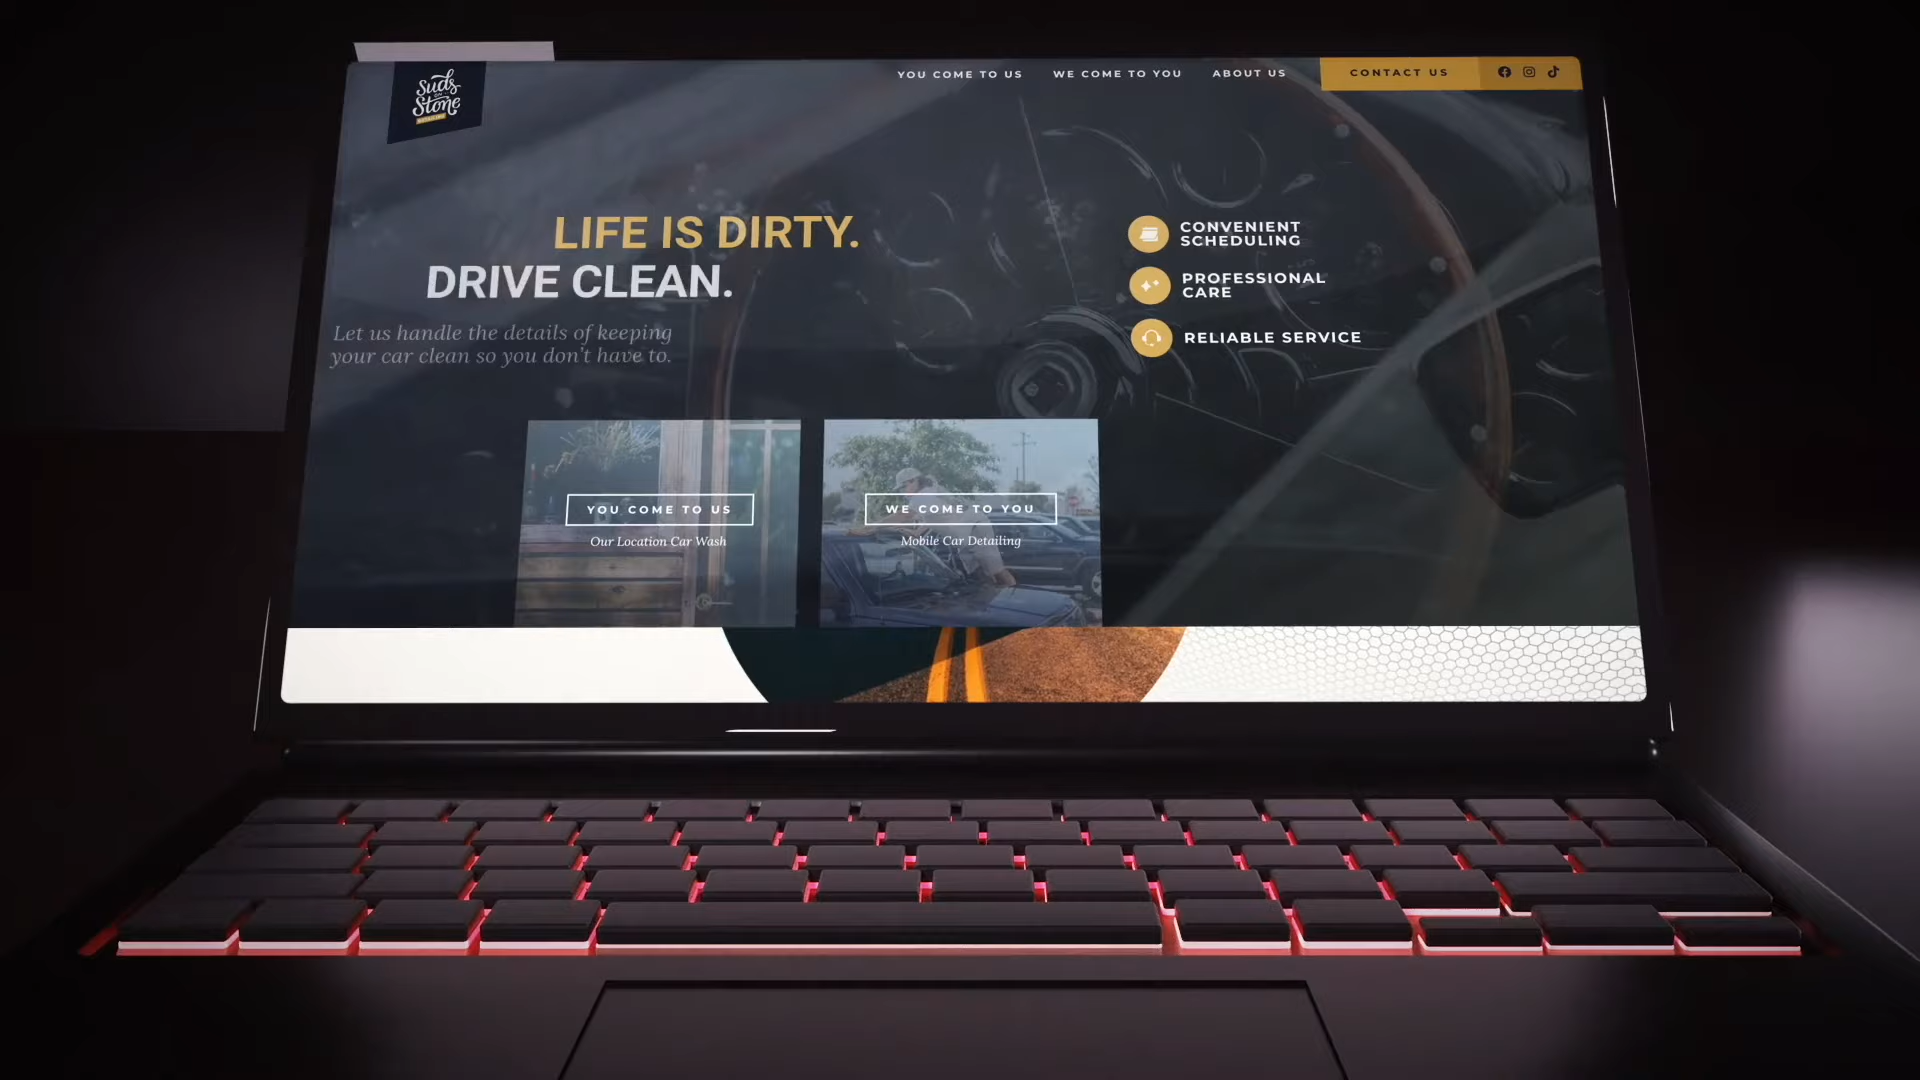 Suds
ON
Stone
DETAILING
YOU COME TO US
WE COME TO YOU
ABOUT US
CONTACT US
LIFE IS DIRTY.
DRIVE CLEAN.
Let us handle the details of keeping
your car clean so you don't have to.
CONVENIENT
SCHEDULING
PROFESSIONAL
CARE
RELIABLE SERVICE
YOU COME TO US
Our Location Car Wash
WE COME TO YOU
Mobile Car Detailing